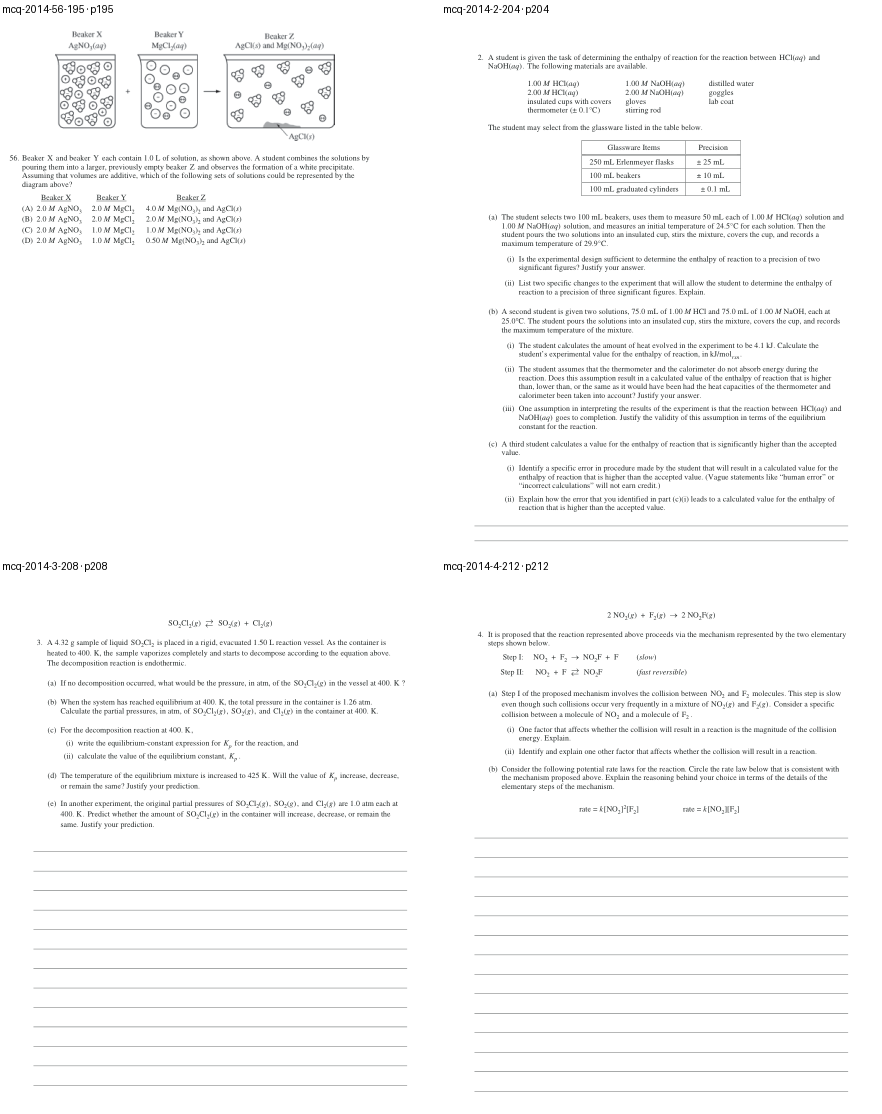 mcq-2014-56-195 · p195
Beaker X
AgNO₃(aq)
Beaker Y
MgCl₂(aq)
Beaker Z
AgCl(s) and Mg(NO₃)₂(aq)
+
AgCl(s)
56. Beaker X and beaker Y each contain 1.0 L of solution, as shown above. A student combines the solutions by
pouring them into a larger, previously empty beaker Z and observes the formation of a white precipitate.
Assuming that volumes are additive, which of the following sets of solutions could be represented by the
diagram above?
Beaker X Beaker Y Beaker Z
(A) 2.0 M AgNO₃ 2.0 M MgCl₂ 4.0 M Mg(NO₃)₂ and AgCl(s)
(B) 2.0 M AgNO₃ 2.0 M MgCl₂ 2.0 M Mg(NO₃)₂ and AgCl(s)
(C) 2.0 M AgNO₃ 1.0 M MgCl₂ 1.0 M Mg(NO₃)₂ and AgCl(s)
(D) 2.0 M AgNO₃ 1.0 M MgCl₂ 0.50 M Mg(NO₃)₂ and AgCl(s)
mcq-2014-2-204 · p204
2. A student is given the task of determining the enthalpy of reaction for the reaction between HCl(aq) and
NaOH(aq). The following materials are available.
1.00 M HCl(aq) 1.00 M NaOH(aq) distilled water
2.00 M HCl(aq) 2.00 M NaOH(aq) goggles
insulated cups with covers gloves lab coat
thermometer (± 0.1°C) stirring rod
The student may select from the glassware listed in the table below.
Glassware Items Precision
250 mL Erlenmeyer flasks ± 25 mL
100 mL beakers ± 10 mL
100 mL graduated cylinders ± 0.1 mL
(a) The student selects two 100 mL beakers, uses them to measure 50 mL each of 1.00 M HCl(aq) solution and
1.00 M NaOH(aq) solution, and measures an initial temperature of 24.5°C for each solution. Then the
student pours the two solutions into an insulated cup, stirs the mixture, covers the cup, and records a
maximum temperature of 29.9°C.
(i) Is the experimental design sufficient to determine the enthalpy of reaction to a precision of two
significant figures? Justify your answer.
(ii) List two specific changes to the experiment that will allow the student to determine the enthalpy of
reaction to a precision of three significant figures. Explain.
(b) A second student is given two solutions, 75.0 mL of 1.00 M HCl and 75.0 mL of 1.00 M NaOH, each at
25.0°C. The student pours the solutions into an insulated cup, stirs the mixture, covers the cup, and records
the maximum temperature of the mixture.
(i) The student calculates the amount of heat evolved in the experiment to be 4.1 kJ. Calculate the
student's experimental value for the enthalpy of reaction, in kJ/molᵣₓₙ.
(ii) The student assumes that the thermometer and the calorimeter do not absorb energy during the
reaction. Does this assumption result in a calculated value of the enthalpy of reaction that is higher
than, lower than, or the same as it would have been had the heat capacities of the thermometer and
calorimeter been taken into account? Justify your answer.
(iii) One assumption in interpreting the results of the experiment is that the reaction between HCl(aq) and
NaOH(aq) goes to completion. Justify the validity of this assumption in terms of the equilibrium
constant for the reaction.
(c) A third student calculates a value for the enthalpy of reaction that is significantly higher than the accepted
value.
(i) Identify a specific error in procedure made by the student that will result in a calculated value for the
enthalpy of reaction that is higher than the accepted value. (Vague statements like “human error” or
“incorrect calculations” will not earn credit.)
(ii) Explain how the error that you identified in part (c)(i) leads to a calculated value for the enthalpy of
reaction that is higher than the accepted value.
mcq-2014-3-208 · p208
SO₂Cl₂(g) ⇄ SO₂(g) + Cl₂(g)
3. A 4.32 g sample of liquid SO₂Cl₂ is placed in a rigid, evacuated 1.50 L reaction vessel. As the container is
heated to 400. K, the sample vaporizes completely and starts to decompose according to the equation above.
The decomposition reaction is endothermic.
(a) If no decomposition occurred, what would be the pressure, in atm, of the SO₂Cl₂(g) in the vessel at 400. K ?
(b) When the system has reached equilibrium at 400. K, the total pressure in the container is 1.26 atm.
Calculate the partial pressures, in atm, of SO₂Cl₂(g), SO₂(g), and Cl₂(g) in the container at 400. K.
(c) For the decomposition reaction at 400. K,
(i) write the equilibrium-constant expression for Kₚ for the reaction, and
(ii) calculate the value of the equilibrium constant, Kₚ.
(d) The temperature of the equilibrium mixture is increased to 425 K. Will the value of Kₚ increase, decrease,
or remain the same? Justify your prediction.
(e) In another experiment, the original partial pressures of SO₂Cl₂(g), SO₂(g), and Cl₂(g) are 1.0 atm each at
400. K. Predict whether the amount of SO₂Cl₂(g) in the container will increase, decrease, or remain the
same. Justify your prediction.
mcq-2014-4-212 · p212
2 NO₂(g) + F₂(g) → 2 NO₂F(g)
4. It is proposed that the reaction represented above proceeds via the mechanism represented by the two elementary
steps shown below.
Step I: NO₂ + F₂ → NO₂F + F (slow)
Step II: NO₂ + F ⇄ NO₂F (fast reversible)
(a) Step I of the proposed mechanism involves the collision between NO₂ and F₂ molecules. This step is slow
even though such collisions occur very frequently in a mixture of NO₂(g) and F₂(g). Consider a specific
collision between a molecule of NO₂ and a molecule of F₂.
(i) One factor that affects whether the collision will result in a reaction is the magnitude of the collision
energy. Explain.
(ii) Identify and explain one other factor that affects whether the collision will result in a reaction.
(b) Consider the following potential rate laws for the reaction. Circle the rate law below that is consistent with
the mechanism proposed above. Explain the reasoning behind your choice in terms of the details of the
elementary steps of the mechanism.
rate = k[NO₂]²[F₂] rate = k[NO₂][F₂]